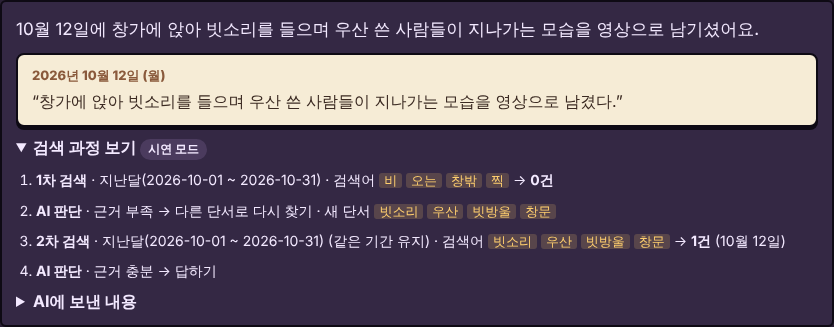 10월 12일에 창가에 앉아 빗소리를 들으며 우산 쓴 사람들이 지나가는 모습을 영상으로 남기셨어요.
2026년 10월 12일 (월)
“창가에 앉아 빗소리를 들으며 우산 쓴 사람들이 지나가는 모습을 영상으로 남겼다.”
▼ 검색 과정 보기 시연 모드
1. 1차 검색 · 지난달(2026-10-01 ~ 2026-10-31) · 검색어 비 오는 창밖 찍 → 0건
2. AI 판단 · 근거 부족 → 다른 단서로 다시 찾기 · 새 단서 빗소리 우산 빗방울 창문
3. 2차 검색 · 지난달(2026-10-01 ~ 2026-10-31) (같은 기간 유지) · 검색어 빗소리 우산 빗방울 창문 → 1건 (10월 12일)
4. AI 판단 · 근거 충분 → 답하기
▶ AI에 보낸 내용